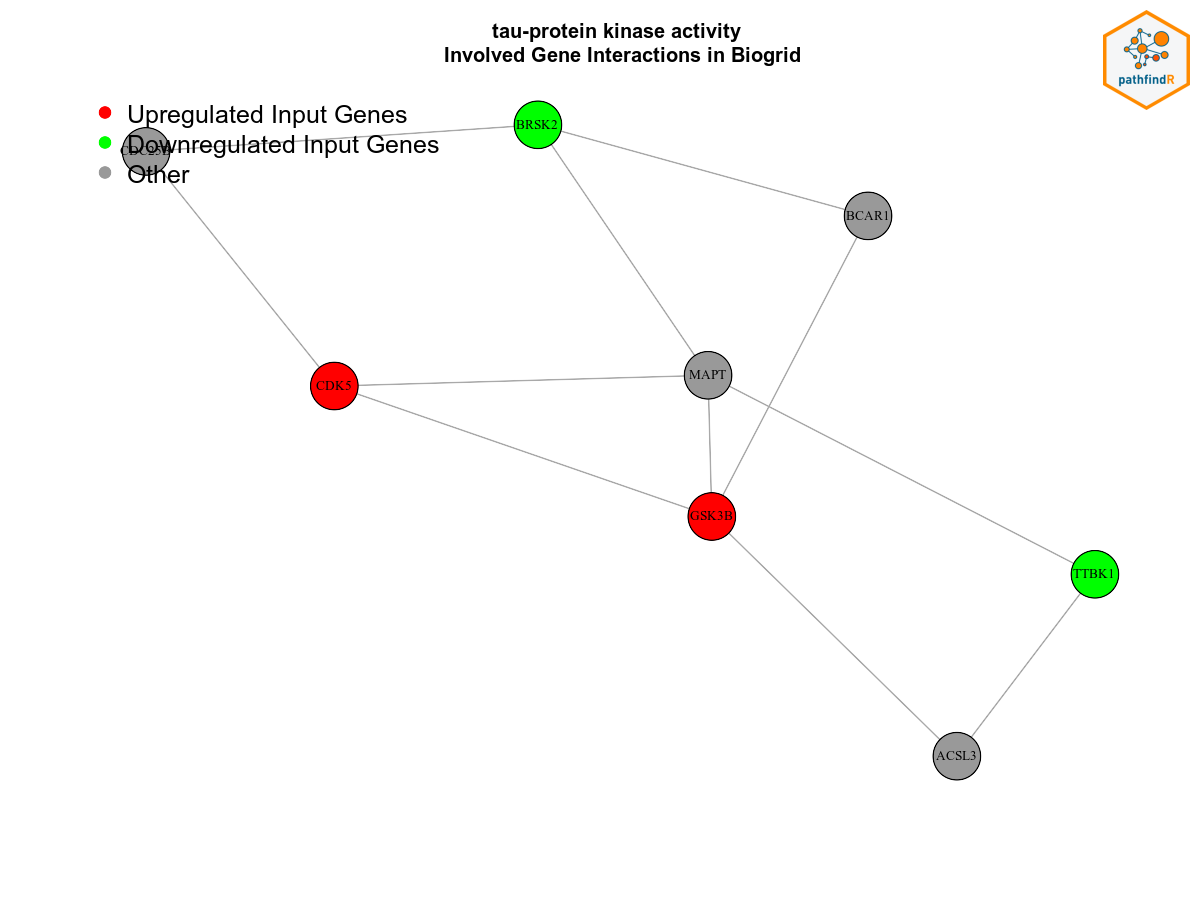 tau-protein kinase activity
Involved Gene Interactions in Biogrid
pathfindR
Upregulated Input Genes
Downregulated Input Genes
Other
BRSK2
BCAR1
MAPT
CDK5
GSK3B
TTBK1
ACSL3